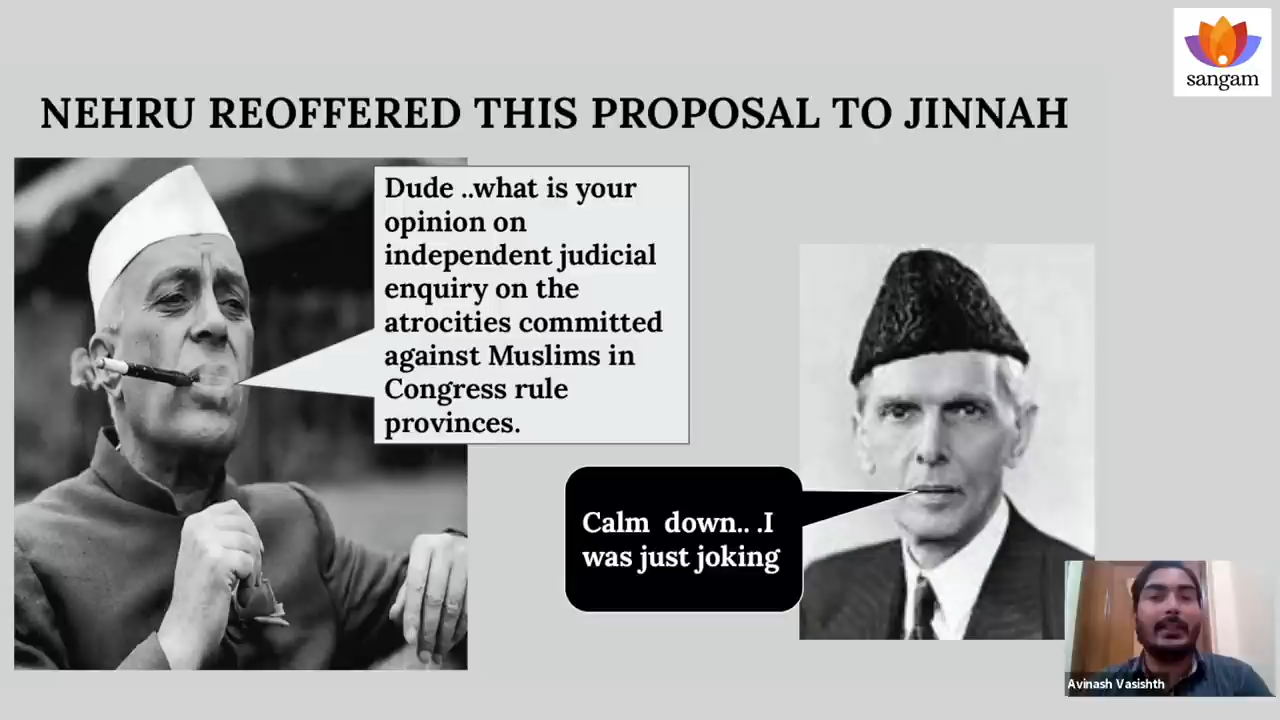 sangam
NEHRU REOFFERED THIS PROPOSAL TO JINNAH
Dude ..what is your
opinion on
independent judicial
enquiry on the
atrocities committed
against Muslims in
Congress rule
provinces.
Calm  down.. .I
was just joking
Avinash Vasishth